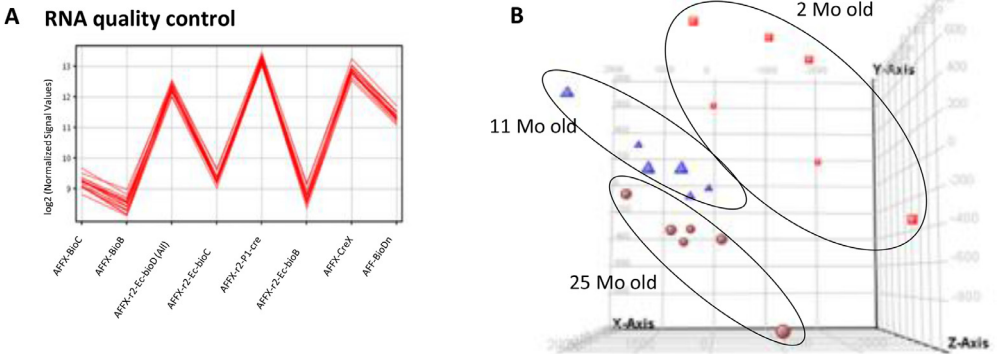 A RNA quality control
log2 (Normalized Signal Values)
13
12
11
10
9
AFFX-BioC
AFFX-BioB
AFFX-r2-Ec-bioD (All)
AFFX-r2-Ec-bioC
AFFX-r2-P1-cre
AFFX-r2-Ec-bioB
AFFX-CreX
AFF-BioDn
B
2 Mo old
11 Mo old
25 Mo old
Y-Axis
X-Axis
Z-Axis
600
400
200
0
-200
-400
-600
-800